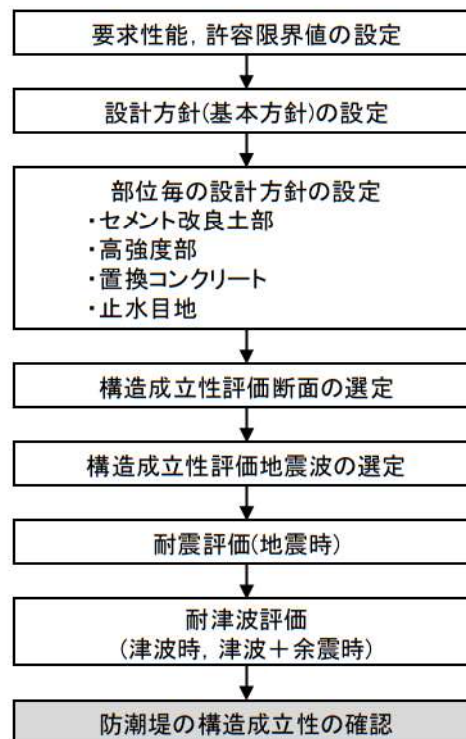 要求性能，許容限界値の設定
設計方針(基本方針)の設定
部位毎の設計方針の設定
・セメント改良土部
・高強度部
・置換コンクリート
・止水目地
構造成立性評価断面の選定
構造成立性評価地震波の選定
耐震評価(地震時)
耐津波評価
(津波時，津波＋余震時)
防潮堤の構造成立性の確認